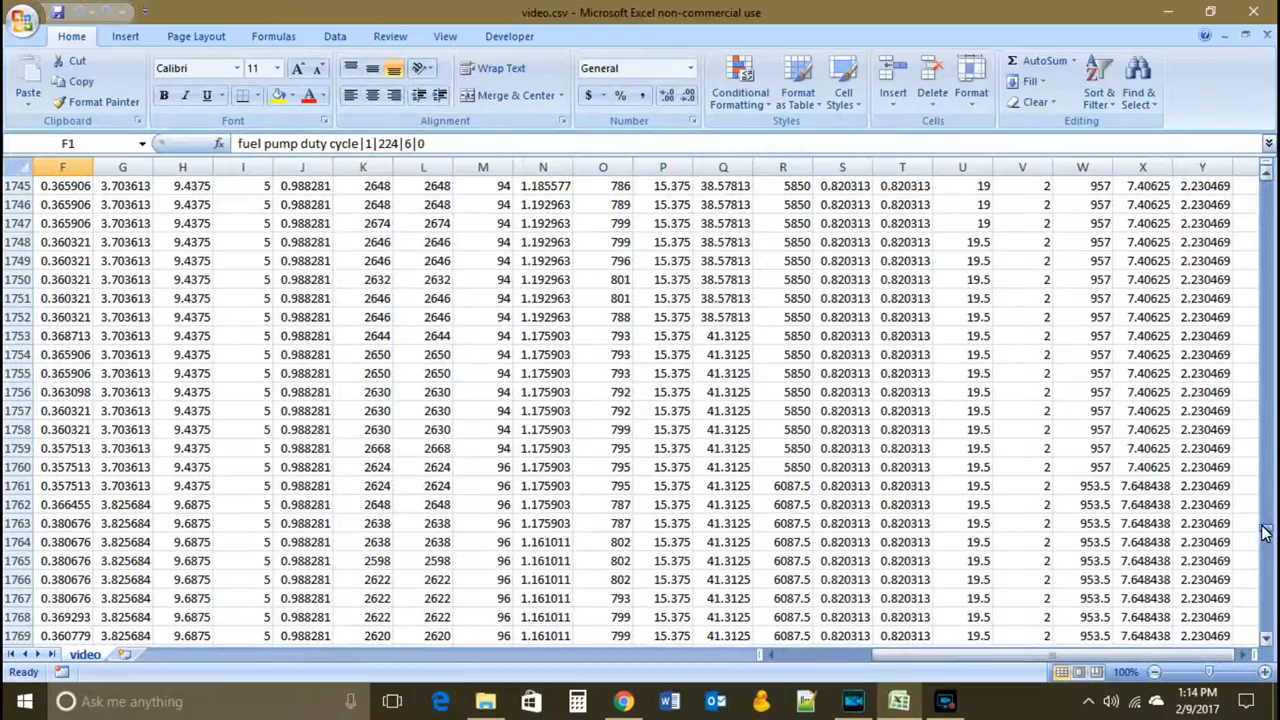 video.csv - Microsoft Excel non-commercial use
Home Insert Page Layout Formulas Data Review View Developer
Paste Cut Copy Format Painter Clipboard
Calibri 11 A A B I U A Font
Wrap Text Merge & Center Alignment
General $ % , Number
Conditional Formatting Format as Table Cell Styles Styles
Insert Delete Format Cells
Σ AutoSum Fill Clear Sort & Filter Find & Select Editing
F1 fx fuel pump duty cycle|1|224|6|0
F G H I J K L M N O P Q R S T U V W X Y
1745 0.365906 3.703613 9.4375 5 0.988281 2648 2648 94 1.185577 786 15.375 38.57813 5850 0.820313 0.820313 19 2 957 7.40625 2.230469
1746 0.365906 3.703613 9.4375 5 0.988281 2648 2648 94 1.192963 789 15.375 38.57813 5850 0.820313 0.820313 19 2 957 7.40625 2.230469
1747 0.365906 3.703613 9.4375 5 0.988281 2674 2674 94 1.192963 799 15.375 38.57813 5850 0.820313 0.820313 19 2 957 7.40625 2.230469
1748 0.360321 3.703613 9.4375 5 0.988281 2646 2646 94 1.192963 799 15.375 38.57813 5850 0.820313 0.820313 19.5 2 957 7.40625 2.230469
1749 0.360321 3.703613 9.4375 5 0.988281 2646 2646 94 1.192963 796 15.375 38.57813 5850 0.820313 0.820313 19.5 2 957 7.40625 2.230469
1750 0.360321 3.703613 9.4375 5 0.988281 2632 2632 94 1.192963 801 15.375 38.57813 5850 0.820313 0.820313 19.5 2 957 7.40625 2.230469
1751 0.360321 3.703613 9.4375 5 0.988281 2646 2646 94 1.192963 801 15.375 38.57813 5850 0.820313 0.820313 19.5 2 957 7.40625 2.230469
1752 0.360321 3.703613 9.4375 5 0.988281 2646 2646 94 1.192963 788 15.375 38.57813 5850 0.820313 0.820313 19.5 2 957 7.40625 2.230469
1753 0.368713 3.703613 9.4375 5 0.988281 2644 2644 94 1.175903 793 15.375 41.3125 5850 0.820313 0.820313 19.5 2 957 7.40625 2.230469
1754 0.365906 3.703613 9.4375 5 0.988281 2650 2650 94 1.175903 793 15.375 41.3125 5850 0.820313 0.820313 19.5 2 957 7.40625 2.230469
1755 0.365906 3.703613 9.4375 5 0.988281 2650 2650 94 1.175903 793 15.375 41.3125 5850 0.820313 0.820313 19.5 2 957 7.40625 2.230469
1756 0.363098 3.703613 9.4375 5 0.988281 2630 2630 94 1.175903 792 15.375 41.3125 5850 0.820313 0.820313 19.5 2 957 7.40625 2.230469
1757 0.360321 3.703613 9.4375 5 0.988281 2630 2630 94 1.175903 792 15.375 41.3125 5850 0.820313 0.820313 19.5 2 957 7.40625 2.230469
1758 0.360321 3.703613 9.4375 5 0.988281 2630 2630 94 1.175903 792 15.375 41.3125 5850 0.820313 0.820313 19.5 2 957 7.40625 2.230469
1759 0.357513 3.703613 9.4375 5 0.988281 2668 2668 94 1.175903 795 15.375 41.3125 5850 0.820313 0.820313 19.5 2 957 7.40625 2.230469
1760 0.357513 3.703613 9.4375 5 0.988281 2624 2624 96 1.175903 795 15.375 41.3125 5850 0.820313 0.820313 19.5 2 957 7.40625 2.230469
1761 0.357513 3.703613 9.4375 5 0.988281 2624 2624 96 1.175903 795 15.375 41.3125 6087.5 0.820313 0.820313 19.5 2 953.5 7.648438 2.230469
1762 0.366455 3.825684 9.6875 5 0.988281 2648 2648 96 1.175903 787 15.375 41.3125 6087.5 0.820313 0.820313 19.5 2 953.5 7.648438 2.230469
1763 0.380676 3.825684 9.6875 5 0.988281 2638 2638 96 1.175903 787 15.375 41.3125 6087.5 0.820313 0.820313 19.5 2 953.5 7.648438 2.230469
1764 0.380676 3.825684 9.6875 5 0.988281 2638 2638 96 1.161011 802 15.375 41.3125 6087.5 0.820313 0.820313 19.5 2 953.5 7.648438 2.230469
1765 0.380676 3.825684 9.6875 5 0.988281 2598 2598 96 1.161011 802 15.375 41.3125 6087.5 0.820313 0.820313 19.5 2 953.5 7.648438 2.230469
1766 0.380676 3.825684 9.6875 5 0.988281 2622 2622 96 1.161011 802 15.375 41.3125 6087.5 0.820313 0.820313 19.5 2 953.5 7.648438 2.230469
1767 0.380676 3.825684 9.6875 5 0.988281 2622 2622 96 1.161011 793 15.375 41.3125 6087.5 0.820313 0.820313 19.5 2 953.5 7.648438 2.230469
1768 0.369293 3.825684 9.6875 5 0.988281 2622 2622 96 1.161011 799 15.375 41.3125 6087.5 0.820313 0.820313 19.5 2 953.5 7.648438 2.230469
1769 0.360779 3.825684 9.6875 5 0.988281 2620 2620 96 1.161011 799 15.375 41.3125 6087.5 0.820313 0.820313 19.5 2 953.5 7.648438 2.230469
video
Ready 100%
Ask me anything 1:14 PM
2/9/2017